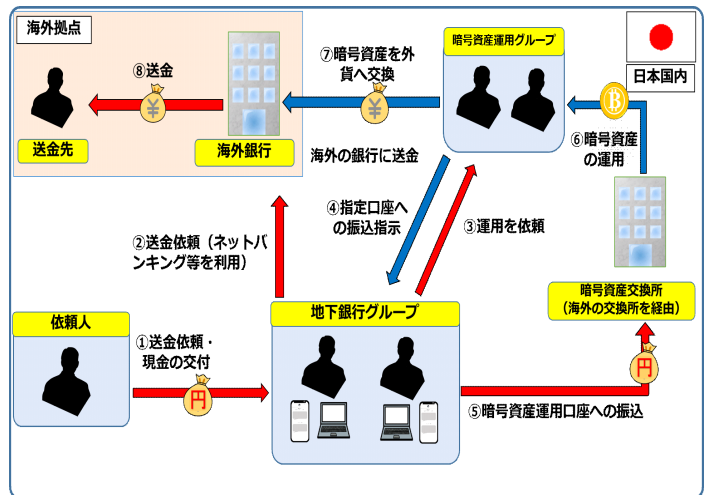 海外拠点
暗号資産運用グループ
日本国内
⑦暗号資産を外
貨へ交換
⑧送金
¥
¥
B
送金先
海外銀行
海外の銀行に送金
⑥暗号資産
の運用
④指定口座へ
の振込指示
③運用を依頼
②送金依頼（ネットバ
ンキング等を利用）
暗号資産交換所
（海外の交換所を経由）
依頼人
地下銀行グループ
①送金依頼・
現金の交付
円
円
⑤暗号資産運用口座への振込